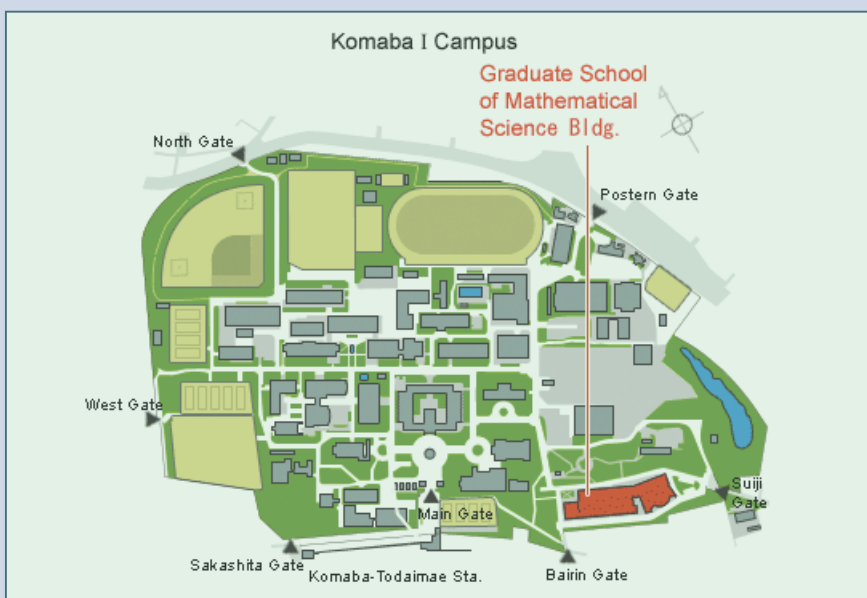 Komaba I Campus
Graduate School
of Mathematical
Science Bldg.
A
North Gate
Postern Gate
West Gate
Suiji
Gate
Main Gate
Sakashita Gate
Komaba-Todaimae Sta.
Bairin Gate